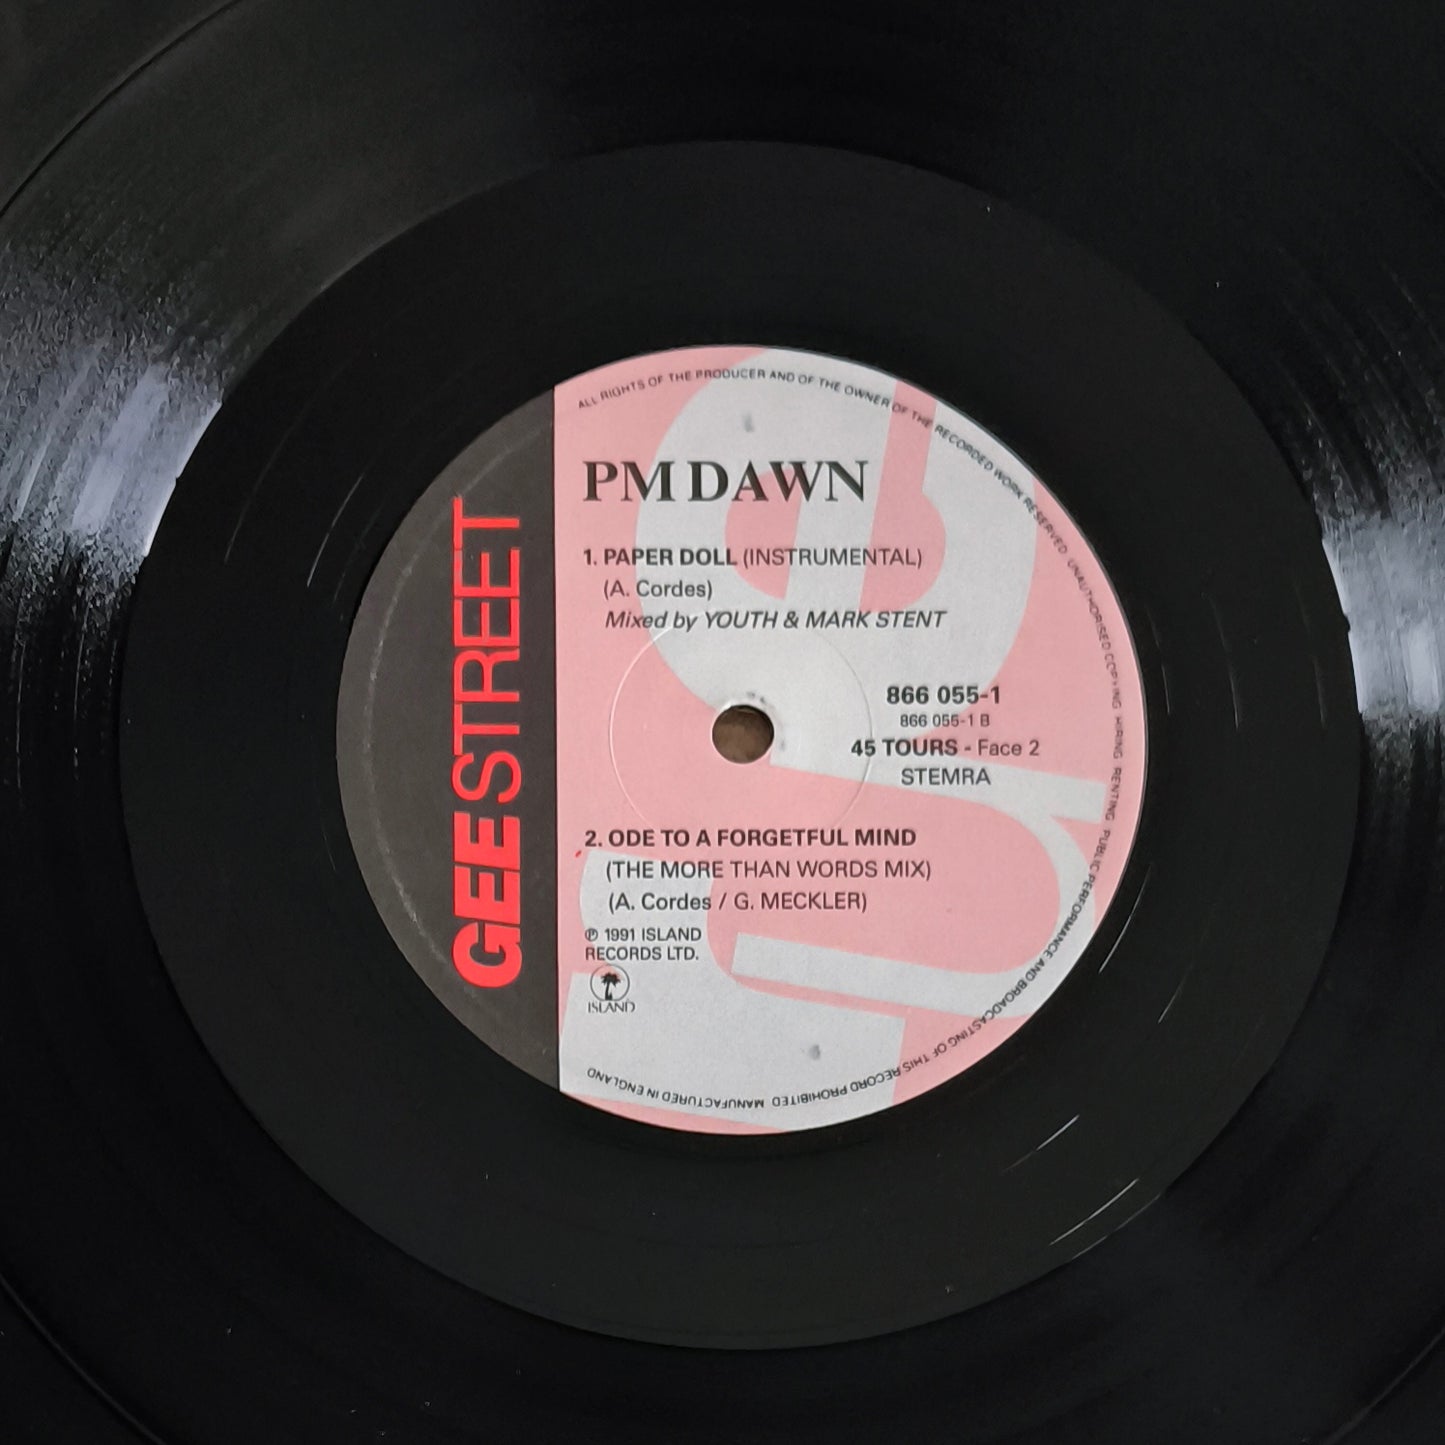 ALL RIGHTS OF THE PRODUCER AND OF THE OWNER OF THE RECORDED WORK RESERVED. UNAUTHORISED COPYING HIRING RENTING PUBLIC PERFORMANCE AND BROADCASTING OF THIS RECORD PROHIBITED MANUFACTURED IN ENGLAND
GEESTREET
PM DAWN
1. PAPER DOLL (INSTRUMENTAL)
(A. Cordes)
Mixed by YOUTH & MARK STENT
866 055-1
866 055-1 B
45 TOURS - Face 2
STEMRA
2. ODE TO A FORGETFUL MIND
(THE MORE THAN WORDS MIX)
(A. Cordes / G. MECKLER)
℗ 1991 ISLAND
RECORDS LTD.
ISLAND